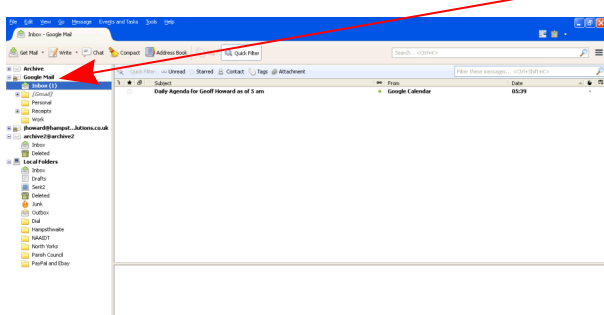 File Edit View Go Message Events and Tasks Tools Help
Inbox - Google Mail
Get Mail Write Chat Compact Address Book Quick Filter Search... <Ctrl+K>
Quick Filter: Unread Starred Contact Tags Attachment Filter these messages... <Ctrl+Shift+K>
Subject From Date
Daily Agenda for Geoff Howard as of 5 am Google Calendar 05:39
Archive
Google Mail
Inbox (1)
[Gmail]
Personal
Receipts
Work
jhoward@hampst...lutions.co.uk
archive2@archive2
Inbox
Deleted
Local Folders
Inbox
Drafts
Sent2
Deleted
Junk
Outbox
Dial
Hampsthwaite
NAAIDT
North Yorks
Parish Council
PayPal and Ebay